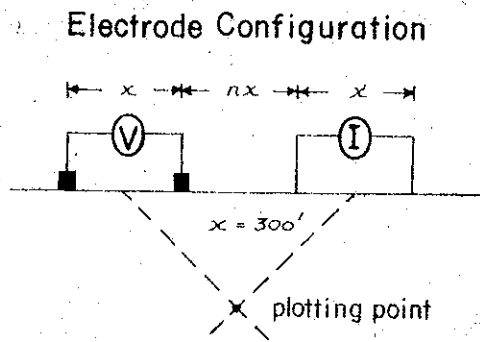 Electrode Configuration
x nx x
V I
x = 300'
plotting point